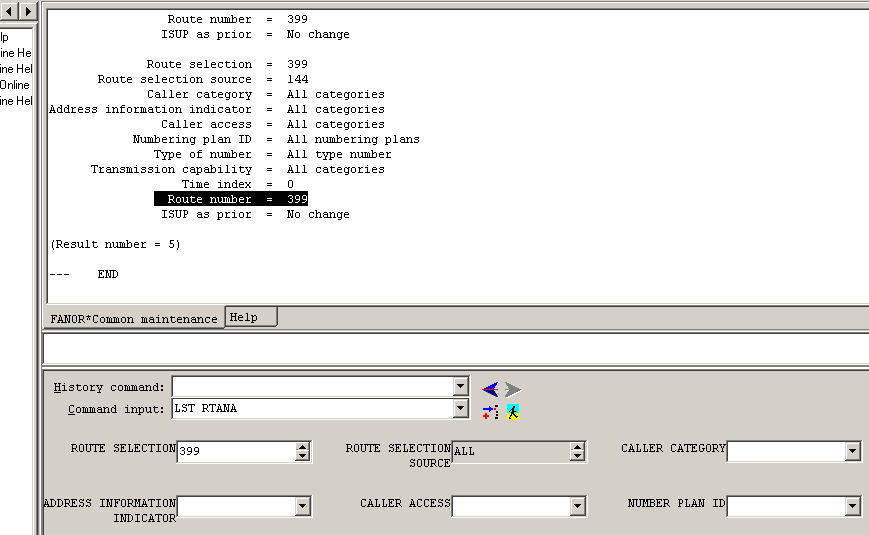 Route number = 399
ISUP as prior = No change
lp
ine He
Route selection = 399
ine Hel
Route selection source = 144
Online
Caller category = All categories
ine Hel
Address information indicator = All categories
Caller access = All categories
Numbering plan ID = All numbering plans
Type of number = All type number
Transmission capability = All categories
Time index = 0
Route number = 399
ISUP as prior = No change
(Result number = 5)
--- END
FANOR*Common maintenance Help
History command:
Command input: LST RTANA
ROUTE SELECTION 399 ROUTE SELECTION SOURCE ALL CALLER CATEGORY
ADDRESS INFORMATION INDICATOR CALLER ACCESS NUMBER PLAN ID